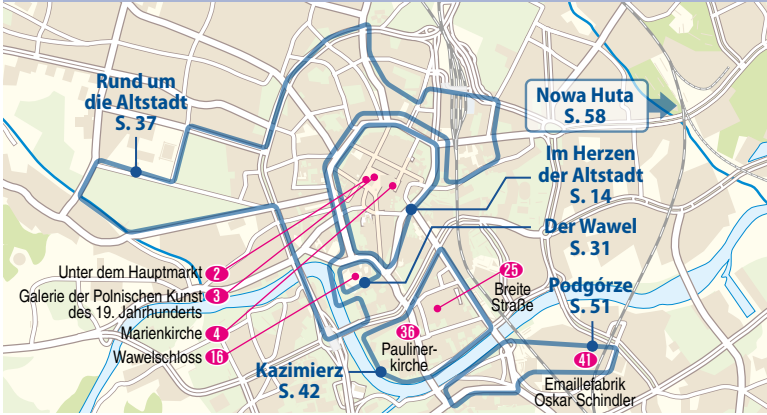 Rund um
die Altstadt
S. 37
Nowa Huta
S. 58
Im Herzen
der Altstadt
S. 14
Der Wawel
S. 31
Unter dem Hauptmarkt 2
Galerie der Polnischen Kunst 3
des 19. Jahrhunderts
Marienkirche 4
Wawelschloss 16
25
Breite
Straße
Podgórze
S. 51
36
Pauliner-
kirche
Kazimierz
S. 42
41
Emaillefabrik
Oskar Schindler